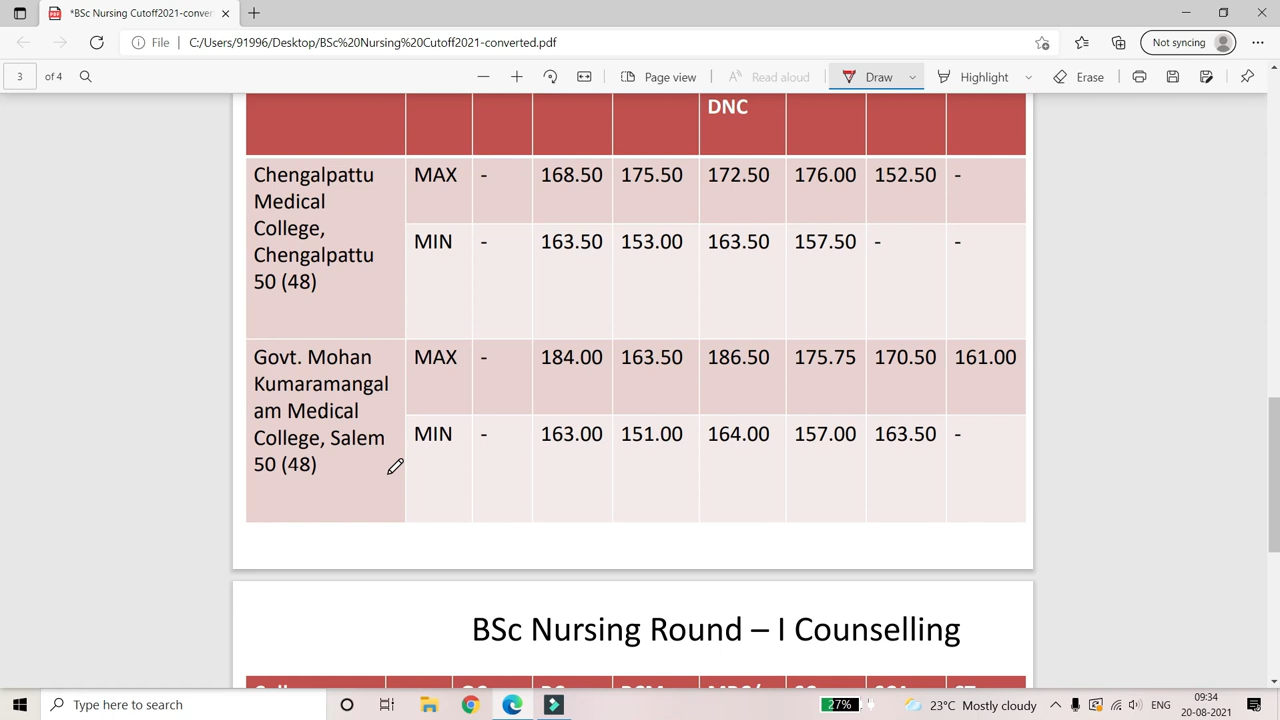 *BSc Nursing Cutoff2021-conver
File C:/Users/91996/Desktop/BSc%20Nursing%20Cutoff2021-converted.pdf Not syncing
3 of 4 Page view Read aloud Draw Highlight Erase
DNC
Chengalpattu Medical College, Chengalpattu 50 (48)
MAX - 168.50 175.50 172.50 176.00 152.50 -
MIN - 163.50 153.00 163.50 157.50 - -
Govt. Mohan Kumaramangal am Medical College, Salem 50 (48)
MAX - 184.00 163.50 186.50 175.75 170.50 161.00
MIN - 163.00 151.00 164.00 157.00 163.50 -
BSc Nursing Round – I Counselling
Type here to search 27% 23°C Mostly cloudy ENG 09:34
20-08-2021